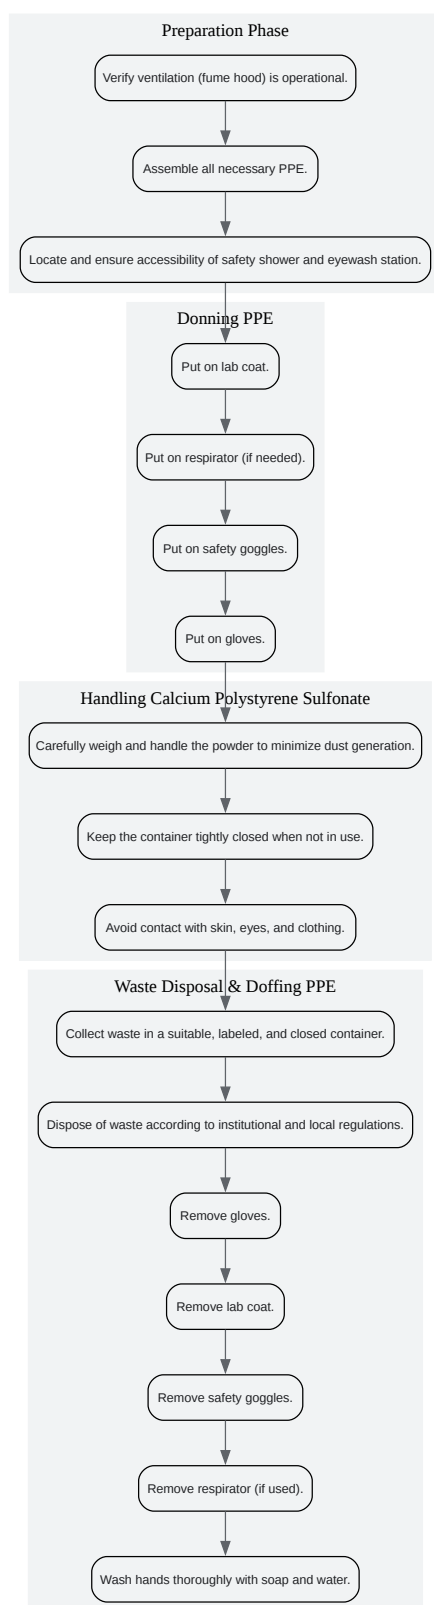 Preparation Phase
Verify ventilation (fume hood) is operational.
Assemble all necessary PPE.
Locate and ensure accessibility of safety shower and eyewash station.
Donning PPE
Put on lab coat.
Put on respirator (if needed).
Put on safety goggles.
Put on gloves.
Handling Calcium Polystyrene Sulfonate
Carefully weigh and handle the powder to minimize dust generation.
Keep the container tightly closed when not in use.
Avoid contact with skin, eyes, and clothing.
Waste Disposal & Doffing PPE
Collect waste in a suitable, labeled, and closed container.
Dispose of waste according to institutional and local regulations.
Remove gloves.
Remove lab coat.
Remove safety goggles.
Remove respirator (if used).
Wash hands thoroughly with soap and water.